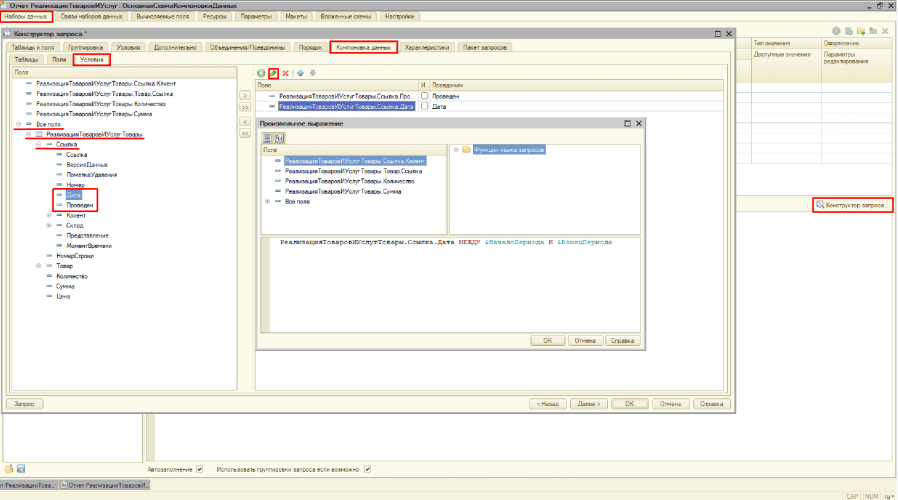 Отчет РеализацияТоваровИУслуг: ОсновнаяСхемаКомпоновкиДанных
Наборы данных
Связи наборов данных
Вычисляемые поля
Ресурсы
Параметры
Макеты
Вложенные схемы
Настройки
Конструктор запроса *
Таблицы и поля
Группировка
Условия
Дополнительно
Объединения/Псевдонимы
Порядок
Компоновка данных
Характеристики
Пакет запросов
Таблицы
Поля
Условия
Поля
РеализацияТоваровИУслугТовары.Ссылка.Клиент
РеализацияТоваровИУслугТовары.Товар.Ссылка
РеализацияТоваровИУслугТовары.Количество
РеализацияТоваровИУслугТовары.Сумма
Все поля
РеализацияТоваровИУслугТовары
Ссылка
Ссылка
ВерсияДанных
ПометкаУдаления
Номер
Дата
Проведен
Клиент
Склад
Представление
МоментВремени
НомерСтроки
Товар
Количество
Сумма
Цена
>
>>
<
<<
Поле
И..
Псевдоним
РеализацияТоваровИУслугТовары.Ссылка.Про...
Проведен
РеализацияТоваровИУслугТовары.Ссылка.Дата
Дата
Произвольное выражение
Поле
РеализацияТоваровИУслугТовары.Ссылка.Клиент
РеализацияТоваровИУслугТовары.Товар.Ссылка
РеализацияТоваровИУслугТовары.Количество
РеализацияТоваровИУслугТовары.Сумма
Все поля
Функции языка запросов
РеализацияТоваровИУслугТовары.Ссылка.Дата МЕЖДУ &НачалоПериода И &КонецПериода
ОК
Отмена
Справка
Тип значения
Оформление
Доступные значения
Параметры
редактирования
Конструктор запроса...
Запрос
< Назад
Далее >
ОК
Отмена
Справка
Автозаполнение
Использовать группировки запроса если возможно
т РеализацияТова...
Отчет РеализацияТоваровИ...
CAP
NUM
ru